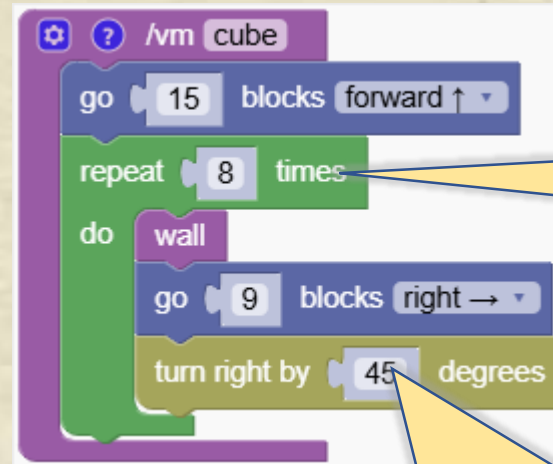 ? /vm cube
go 15 blocks forward ↑
repeat 8 times
do wall
go 9 blocks right →
turn right by 45 degrees